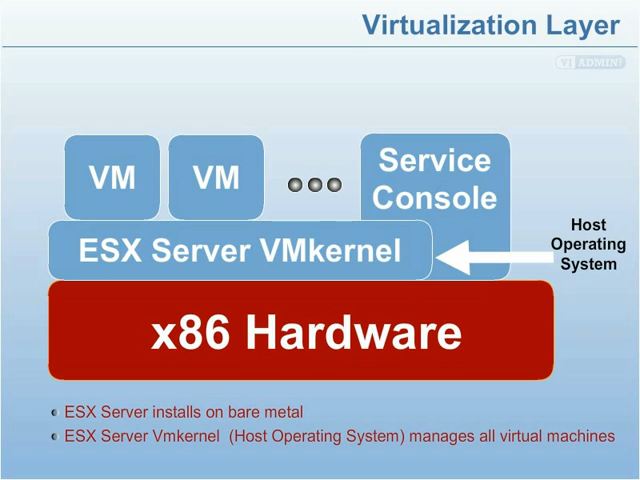 Virtualization Layer
VI ADMIN!
VM
VM
Service
Console
ESX Server VMkernel
Host
Operating
System
x86 Hardware
ESX Server installs on bare metal
ESX Server Vmkernel (Host Operating System) manages all virtual machines